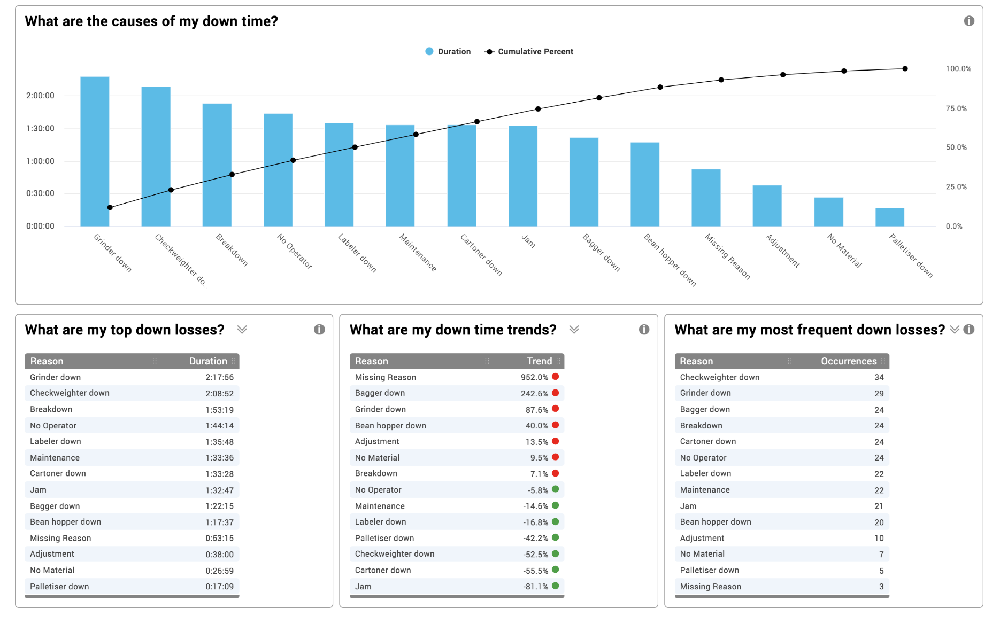 What are the causes of my down time?
Duration Cumulative Percent
2:00:00
1:30:00
1:00:00
0:30:00
0:00:00
100.0%
75.0%
50.0%
25.0%
0.0%
Grinder down
Checkweighter do...
Breakdown
No Operator
Labeler down
Maintenance
Cartoner down
Jam
Bagger down
Bean hopper down
Missing Reason
Adjustment
No Material
Palletiser down
What are my top down losses?
Reason Duration
Grinder down 2:17:56
Checkweighter down 2:08:52
Breakdown 1:53:19
No Operator 1:44:14
Labeler down 1:35:48
Maintenance 1:33:36
Cartoner down 1:33:28
Jam 1:32:47
Bagger down 1:22:15
Bean hopper down 1:17:37
Missing Reason 0:53:15
Adjustment 0:38:00
No Material 0:26:59
Palletiser down 0:17:09
What are my down time trends?
Reason Trend
Missing Reason 952.0%
Bagger down 242.6%
Grinder down 87.6%
Bean hopper down 40.0%
Adjustment 13.5%
No Material 9.5%
Breakdown 7.1%
No Operator -5.8%
Maintenance -14.6%
Labeler down -16.8%
Palletiser down -42.2%
Checkweighter down -52.5%
Cartoner down -55.5%
Jam -81.1%
What are my most frequent down losses?
Reason Occurrences
Checkweighter down 34
Grinder down 29
Bagger down 24
Breakdown 24
Cartoner down 24
No Operator 24
Labeler down 22
Maintenance 22
Jam 21
Bean hopper down 20
Adjustment 10
No Material 7
Palletiser down 5
Missing Reason 3